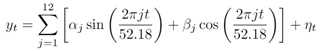 y_t = \sum_{j=1}^{12} \left[ \alpha_j \sin\left( \frac{2\pi jt}{52.18} \right) + \beta_j \cos\left( \frac{2\pi jt}{52.18} \right) \right] + \eta_t